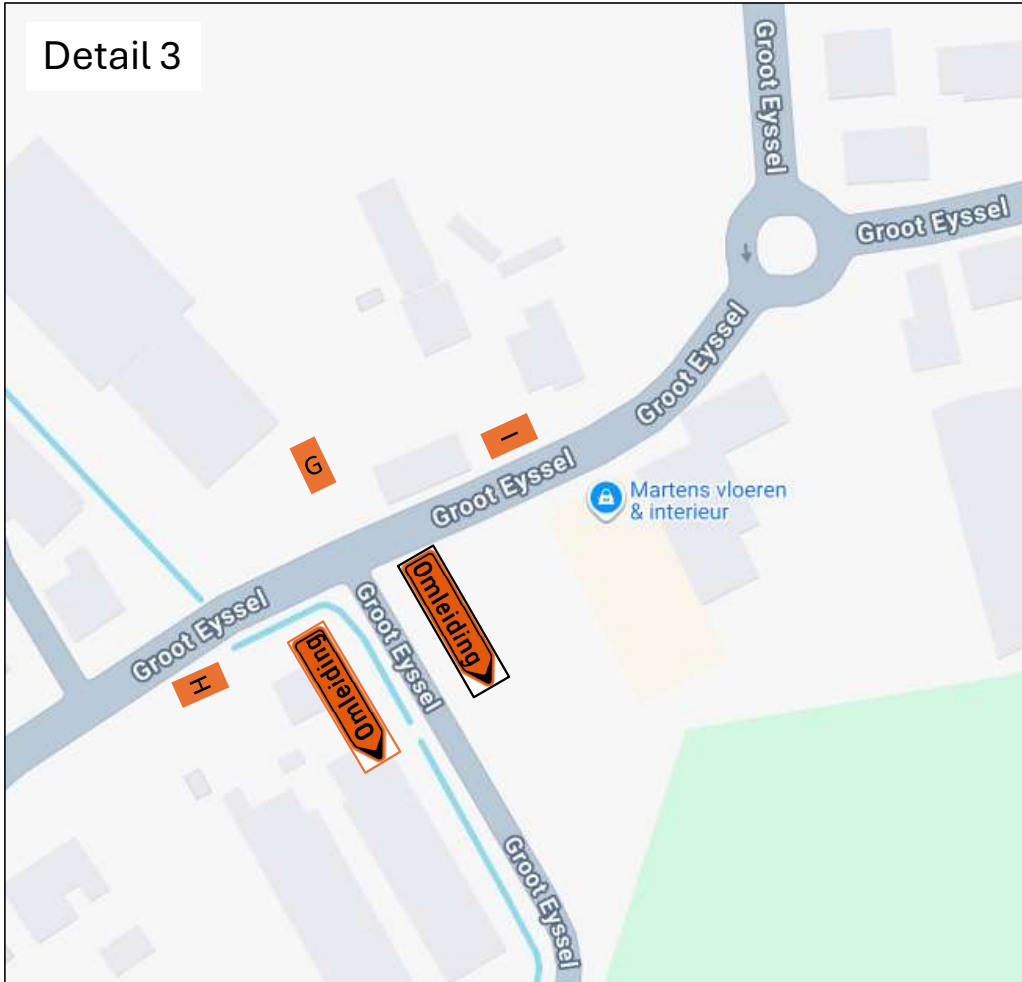 Detail 3
Groot Eyssel
Groot Eyssel
Groot Eyssel
I
G
Groot Eyssel
Martens vloeren
& interieur
Omleiding
Groot Eyssel
Groot Eyssel
H
Omleiding
Groot Eyssel